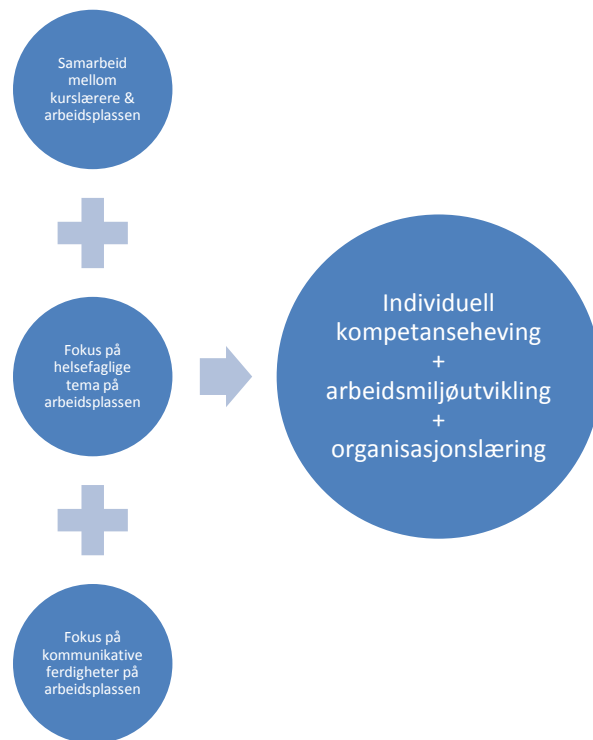 Samarbeid
mellom
kurslærere &
arbeidsplassen
Fokus på
helsefaglige
tema på
arbeidsplassen
Fokus på
kommunikative
ferdigheter på
arbeidsplassen
Individuell
kompetanseheving
+
arbeidsmiljøutvikling
+
organisasjonslæring